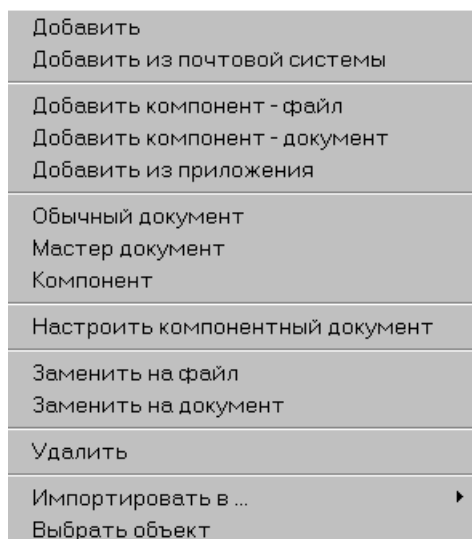 Добавить
Добавить из почтовой системы
Добавить компонент - файл
Добавить компонент - документ
Добавить из приложения
Обычный документ
Мастер документ
Компонент
Настроить компонентный документ
Заменить на файл
Заменить на документ
Удалить
Импортировать в ...
Выбрать объект